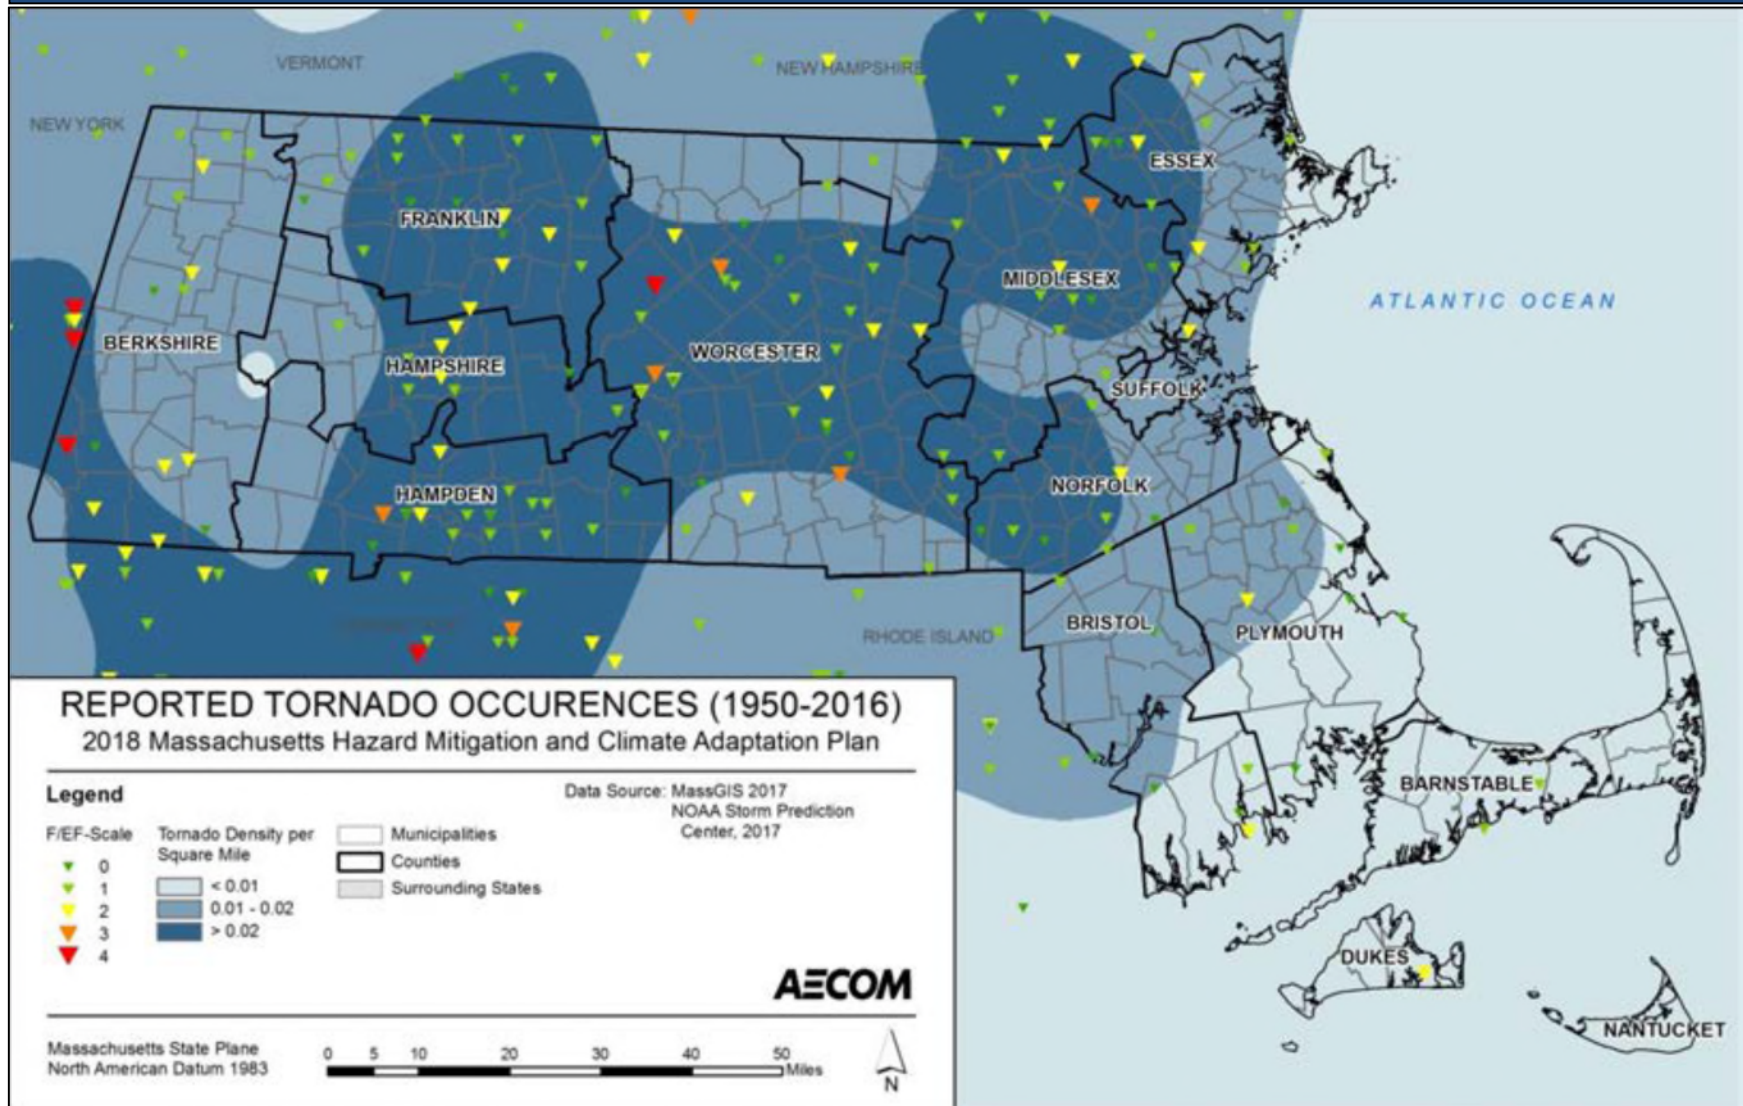 VERMONT
NEW HAMPSHIRE
NEW YORK
ESSEX
FRANKLIN
MIDDLESEX
ATLANTIC OCEAN
BERKSHIRE
WORCESTER
HAMPSHIRE
SUFFOLK
NORFOLK
HAMPDEN
BRISTOL
PLYMOUTH
RHODE ISLAND
BARNSTABLE
DUKES
NANTUCKET
REPORTED TORNADO OCCURENCES (1950-2016)
2018 Massachusetts Hazard Mitigation and Climate Adaptation Plan
Legend
Data Source: MassGIS 2017
NOAA Storm Prediction
Center, 2017
F/EF-Scale
0
1
2
3
4
Tornado Density per
Square Mile
< 0.01
0.01 - 0.02
> 0.02
Municipalities
Counties
Surrounding States
AECOM
Massachusetts State Plane
North American Datum 1983
0 5 10 20 30 40 50 Miles
N